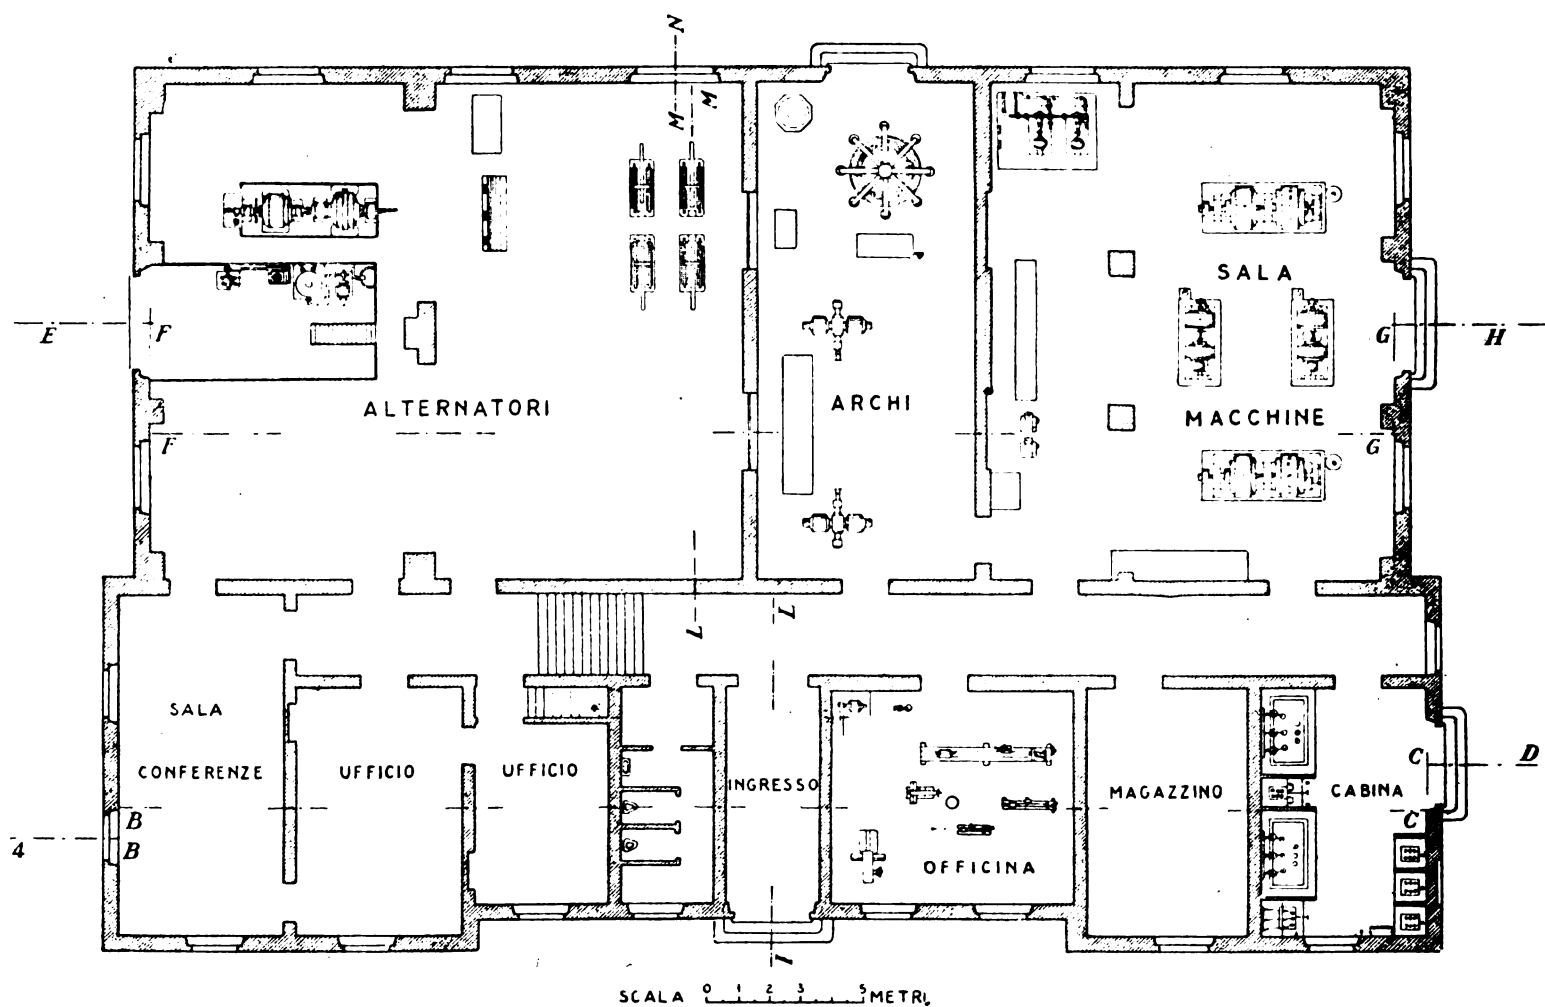 N
M
M
SALA
E
F
G
H
ALTERNATORI
ARCHI
MACCHINE
F
G
L
L
SALA
CONFERENZE
UFFICIO
UFFICIO
INGRESSO
MAGAZZINO
CABINA
C
D
B
C
4
B
OFFICINA
I
SCALA 0 1 2 3 5 METRI.